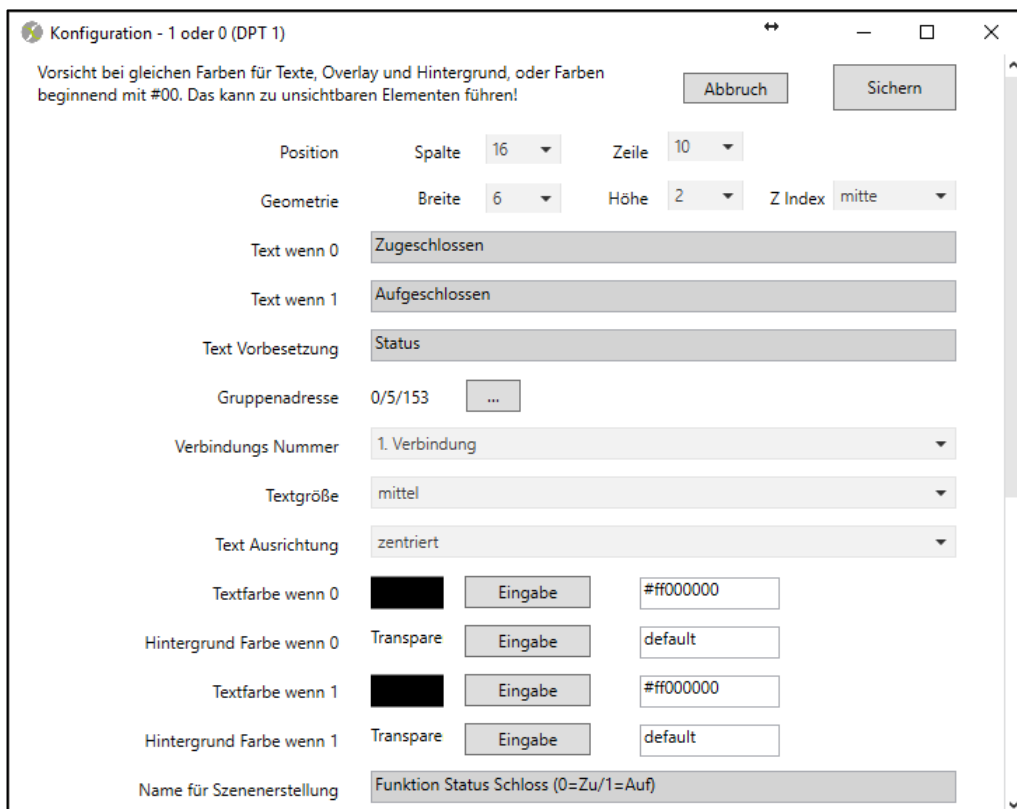 Konfiguration - 1 oder 0 (DPT 1)
Vorsicht bei gleichen Farben für Texte, Overlay und Hintergrund, oder Farben
beginnend mit #00. Das kann zu unsichtbaren Elementen führen!
Abbruch
Sichern
Position Spalte 16 Zeile 10
Geometrie Breite 6 Höhe 2 Z Index mitte
Text wenn 0 Zugeschlossen
Text wenn 1 Aufgeschlossen
Text Vorbesetzung Status
Gruppenadresse 0/5/153 ...
Verbindungs Nummer 1. Verbindung
Textgröße mittel
Text Ausrichtung zentriert
Textfarbe wenn 0 Eingabe #ff000000
Hintergrund Farbe wenn 0 Transpare Eingabe default
Textfarbe wenn 1 Eingabe #ff000000
Hintergrund Farbe wenn 1 Transpare Eingabe default
Name für Szenenerstellung Funktion Status Schloss (0=Zu/1=Auf)